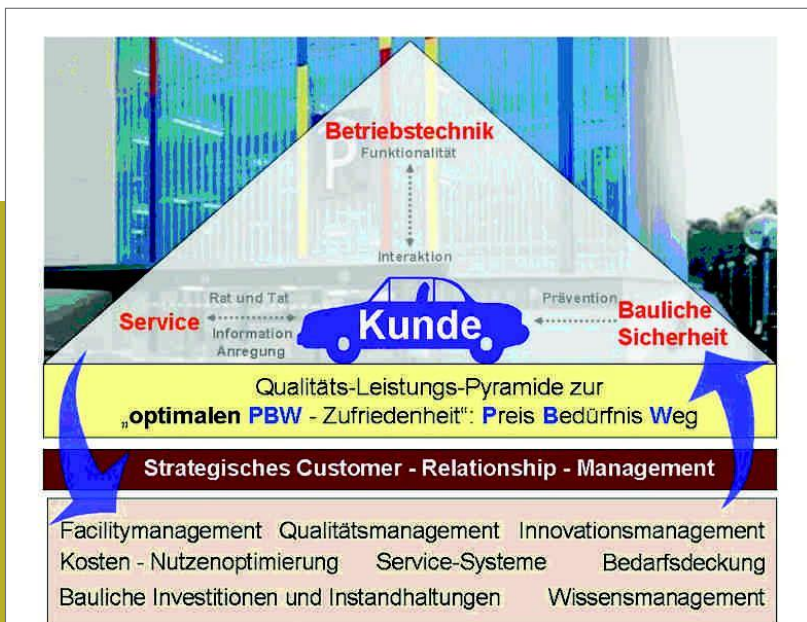 Betriebstechnik
P Funktionalität
Interaktion
Rat und Tat
Prävention
Service
Kunde
Bauliche
Information
Sicherheit
Anregung
Qualitäts-Leistungs-Pyramide zur
„optimalen PBW - Zufriedenheit“: Preis Bedürfnis Weg
Strategisches Customer - Relationship - Management
Facilitymanagement Qualitätsmanagement Innovationsmanagement
Kosten - Nutzenoptimierung Service-Systeme Bedarfsdeckung
Bauliche Investitionen und Instandhaltungen Wissensmanagement